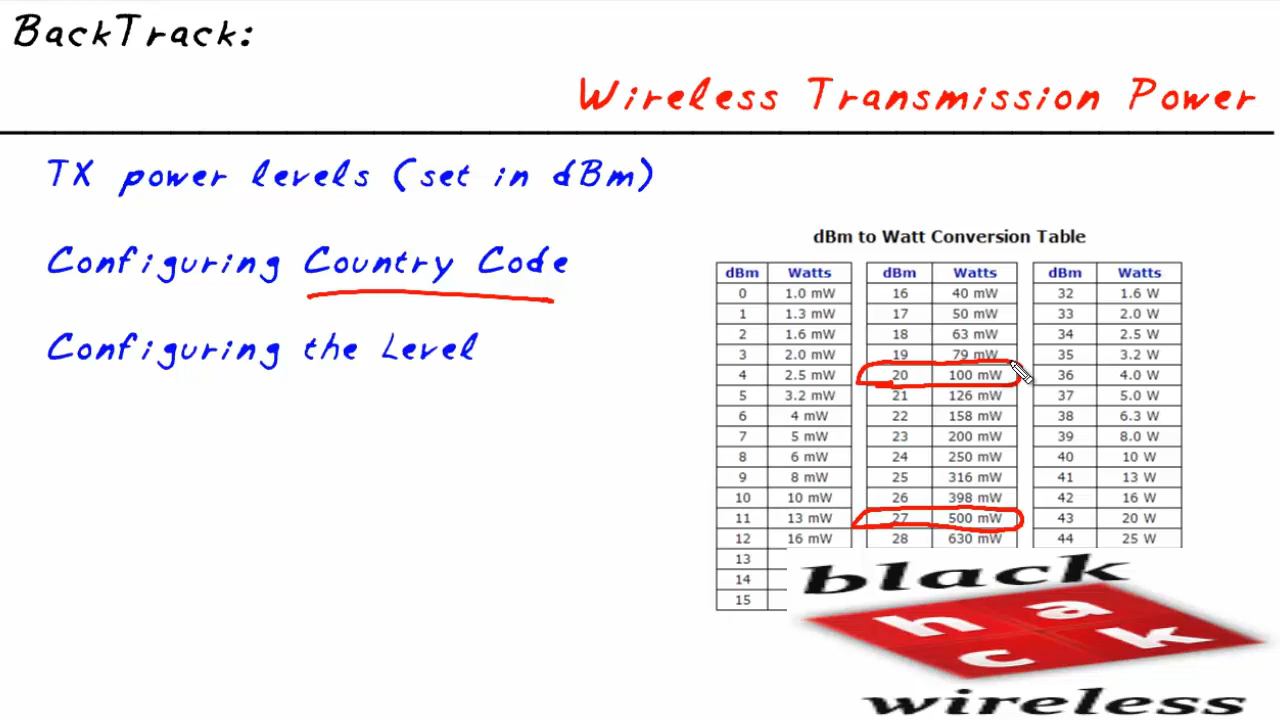 BackTrack:
Wireless Transmission Power
TX power levels (set in dBm)
Configuring Country Code
Configuring the Level
dBm to Watt Conversion Table
dBm Watts dBm Watts dBm Watts
0 1.0 mW 16 40 mW 32 1.6 W
1 1.3 mW 17 50 mW 33 2.0 W
2 1.6 mW 18 63 mW 34 2.5 W
3 2.0 mW 19 79 mW 35 3.2 W
4 2.5 mW 20 100 mW 36 4.0 W
5 3.2 mW 21 126 mW 37 5.0 W
6 4 mW 22 158 mW 38 6.3 W
7 5 mW 23 200 mW 39 8.0 W
8 6 mW 24 250 mW 40 10 W
9 8 mW 25 316 mW 41 13 W
10 10 mW 26 398 mW 42 16 W
11 13 mW 27 500 mW 43 20 W
12 16 mW 28 630 mW 44 25 W
13
14
15
black
ha
ck
wireless